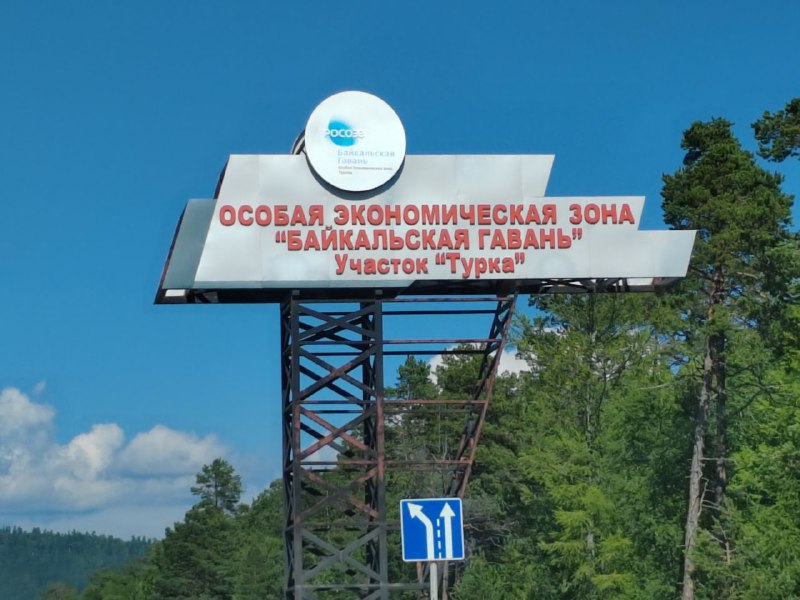 РОСОЭЗ
Байкальская
Гавань
ОСОБАЯ ЭКОНОМИЧЕСКАЯ ЗОНА
"БАЙКАЛЬСКАЯ ГАВАНЬ"
Участок "Турка"